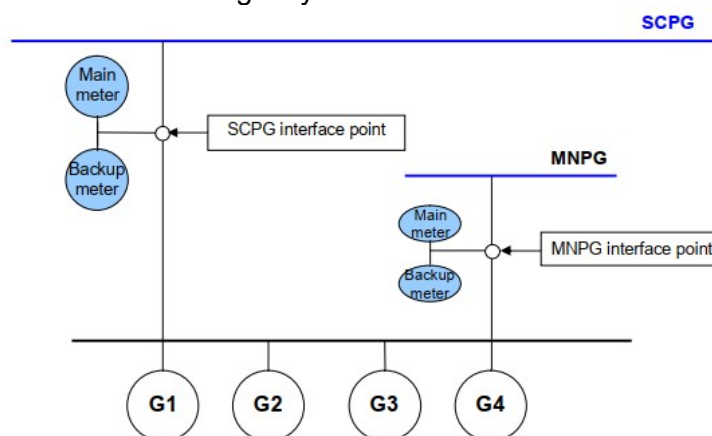 SCPG
Main
meter
SCPG interface point
Backup
meter
MNPG
Main
meter
MNPG interface point
Backup
meter
G1
G2
G3
G4